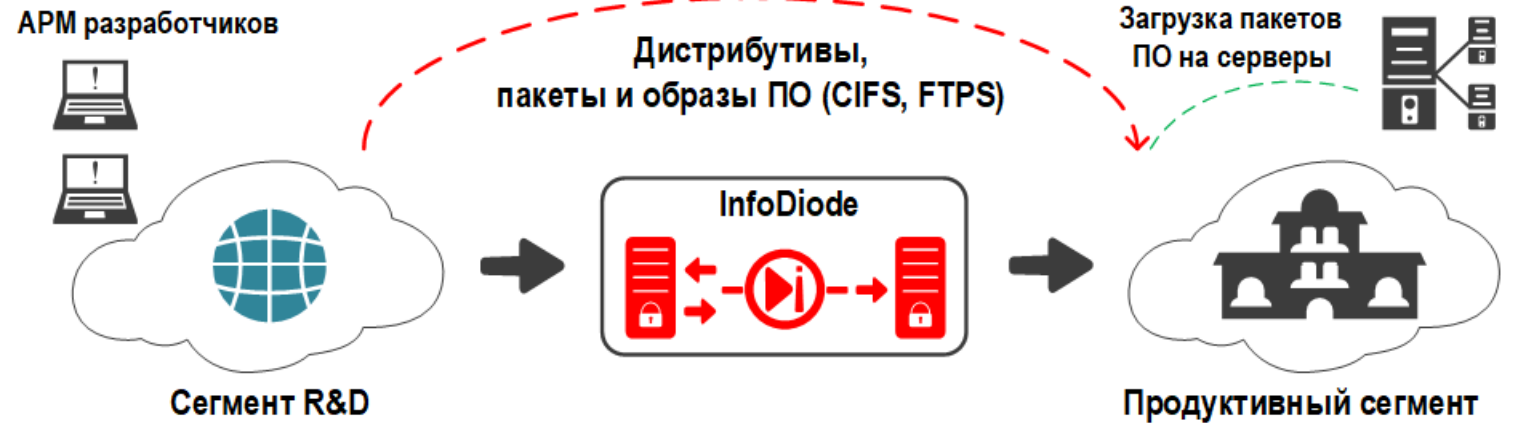 АРМ разработчиков
Дистрибутивы,
пакеты и образы ПО (CIFS, FTPS)
Загрузка пакетов
ПО на серверы
InfoDiode
Сегмент R&D
Продуктивный сегмент